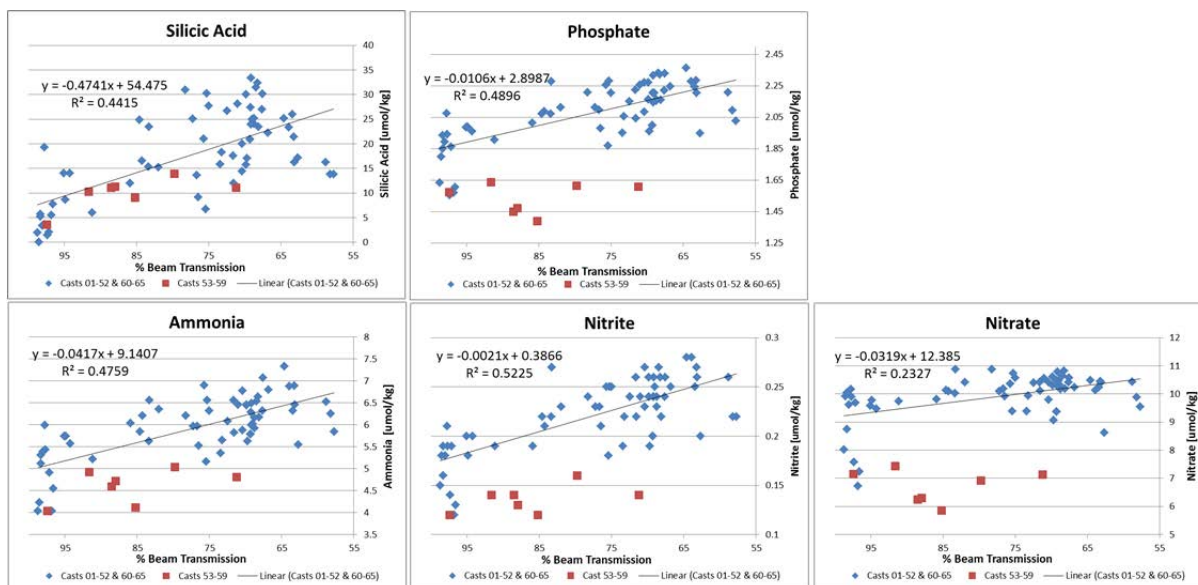 Silicic Acid
y = -0.4741x + 54.475
R² = 0.4415
40
35
30
25
20
15
10
5
0
Silicic Acid [umol/kg]
95 85 75 65 55
% Beam Transmission
Casts 01-52 & 60-65 Casts 53-59 Linear (Casts 01-52 & 60-65)
Phosphate
y = -0.0106x + 2.8987
R² = 0.4896
2.45
2.25
2.05
1.85
1.65
1.45
1.25
Phosphate [umol/kg]
95 85 75 65 55
% Beam Transmission
Casts 01-52 & 60-65 Casts 53-59 Linear (Casts 01-52 & 60-65)
Ammonia
y = -0.0417x + 9.1407
R² = 0.4759
8
7.5
7
6.5
6
5.5
5
4.5
4
3.5
Ammonia [umol/kg]
95 85 75 65 55
% Beam Transmission
Casts 01-52 & 60-65 Casts 53-59 Linear (Casts 01-52 & 60-65)
Nitrite
y = -0.0021x + 0.3866
R² = 0.5225
0.3
0.25
0.2
0.15
0.1
Nitrite [umol/kg]
95 85 75 65 55
% Beam Transmission
Casts 01-52 & 60-65 Cast 53-59 Linear (Casts 01-52 & 60-65)
Nitrate
y = -0.0319x + 12.385
R² = 0.2327
12
11
10
9
8
7
6
5
Nitrate [umol/kg]
95 85 75 65 55
% Beam Transmission
Casts 01-52 & 60-65 Casts 53-59 Linear (Casts 01-52 & 60-65)